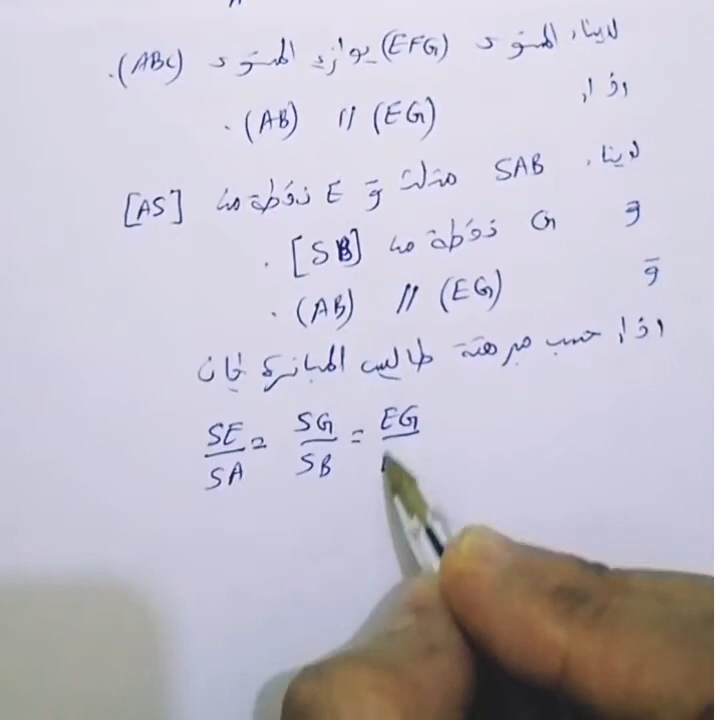 لدينا، المستوى (EFG) يوازي المستوى (ABC).
إذا،
(EG) // (AB).
لدينا، SAB مثلث و E نقطة من [AS]
و G نقطة من [SB].
و (EG) // (AB).
إذا، حسب مبرهنة طاليس المباشرة فإن
SE/SA = SG/SB = EG/